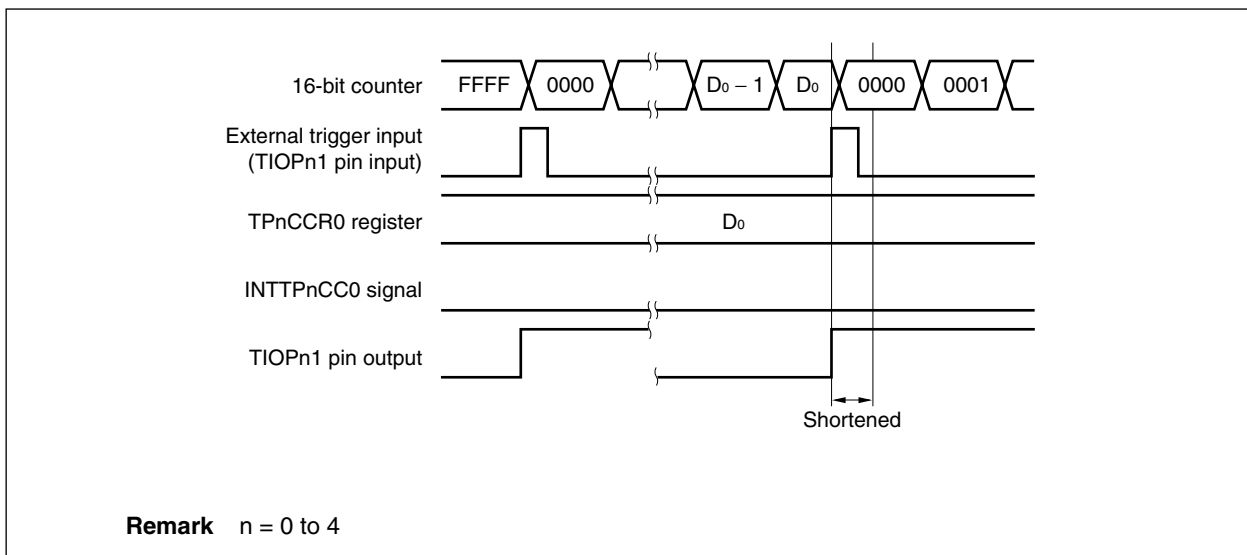 16-bit counter FFFF 0000 D0 − 1 D0 0000 0001
External trigger input
(TIOPn1 pin input)
TPnCCR0 register D0
INTTPnCC0 signal
TIOPn1 pin output
Shortened
Remark n = 0 to 4